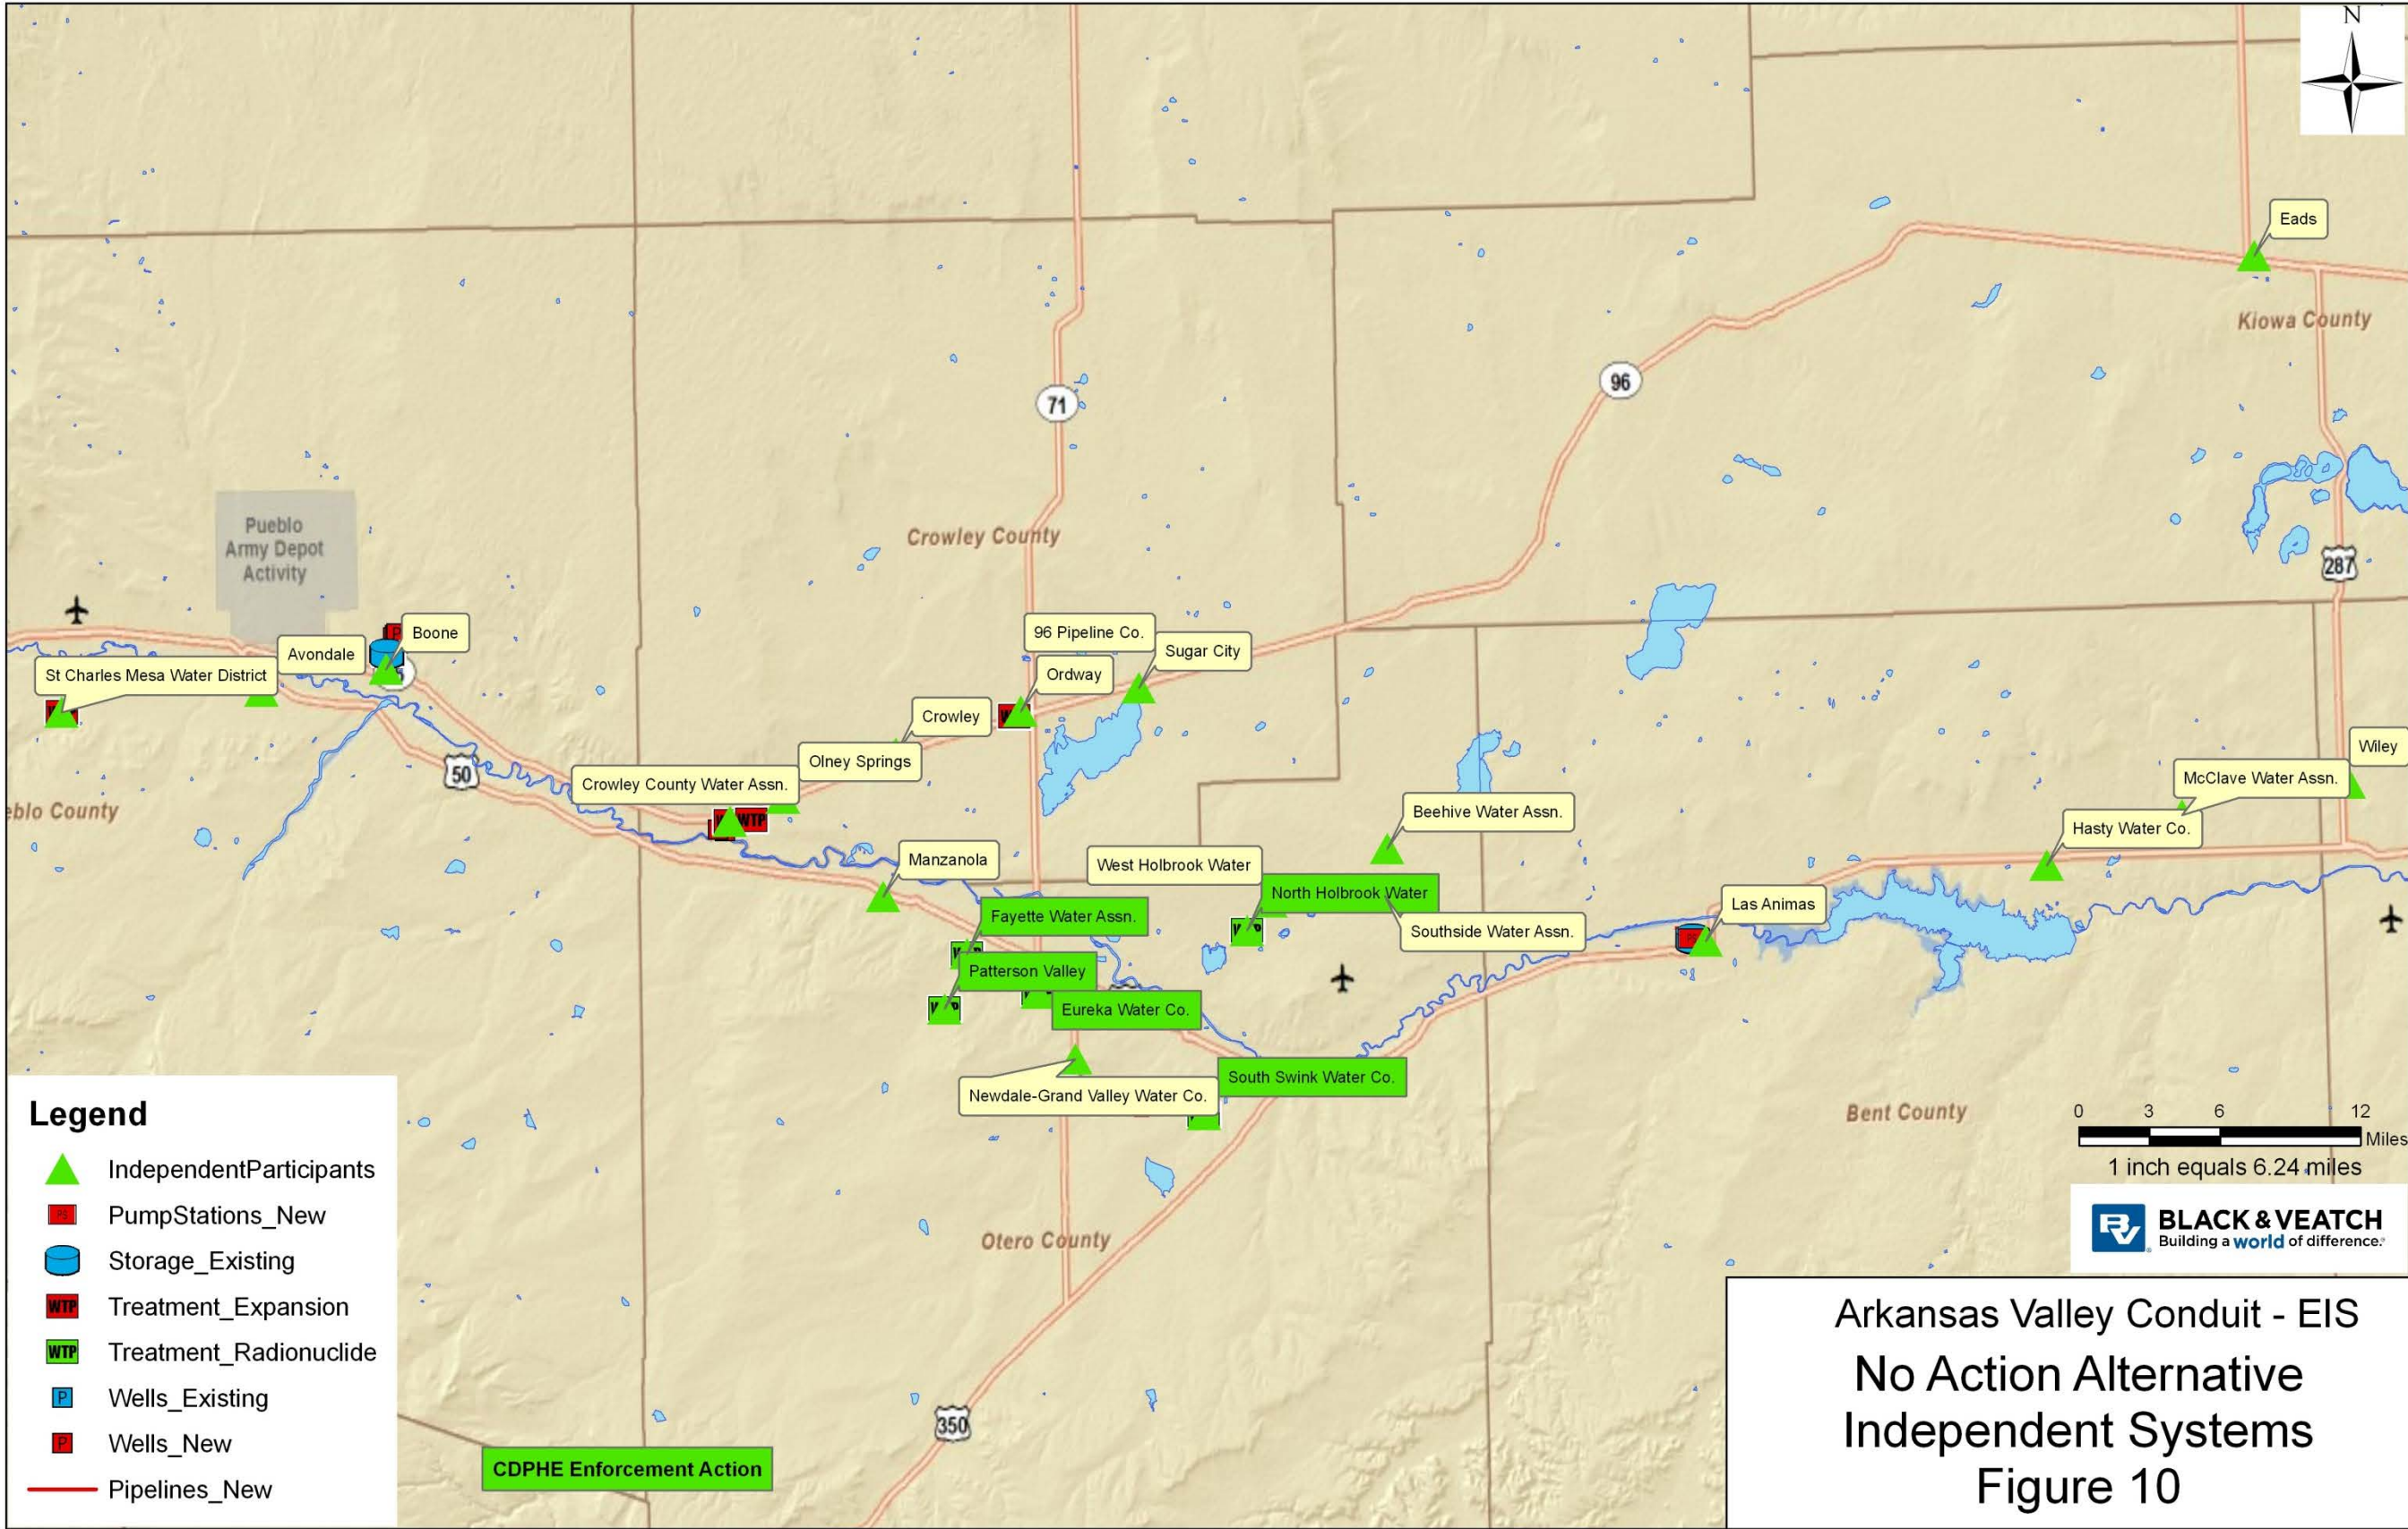 N
Eads
Kiowa County
96
71
Pueblo
Army Depot
Activity
Crowley County
287
Boone
P
96 Pipeline Co.
Avondale
Sugar City
St Charles Mesa Water District
Ordway
Crowley
Wiley
Olney Springs
50
McClave Water Assn.
Crowley County Water Assn.
eblo County
Beehive Water Assn.
WTP
Hasty Water Co.
Manzanola
West Holbrook Water
North Holbrook Water
Las Animas
Fayette Water Assn.
Southside Water Assn.
PS
Patterson Valley
Eureka Water Co.
South Swink Water Co.
Newdale-Grand Valley Water Co.
Bent County
0 3 6 12
Miles
1 inch equals 6.24 miles
Otero County
350
CDPHE Enforcement Action
Legend
IndependentParticipants
PS PumpStations_New
Storage_Existing
WTP Treatment_Expansion
WTP Treatment_Radionuclide
P Wells_Existing
P Wells_New
Pipelines_New
BV BLACK & VEATCH
Building a world of difference.
Arkansas Valley Conduit - EIS
No Action Alternative
Independent Systems
Figure 10